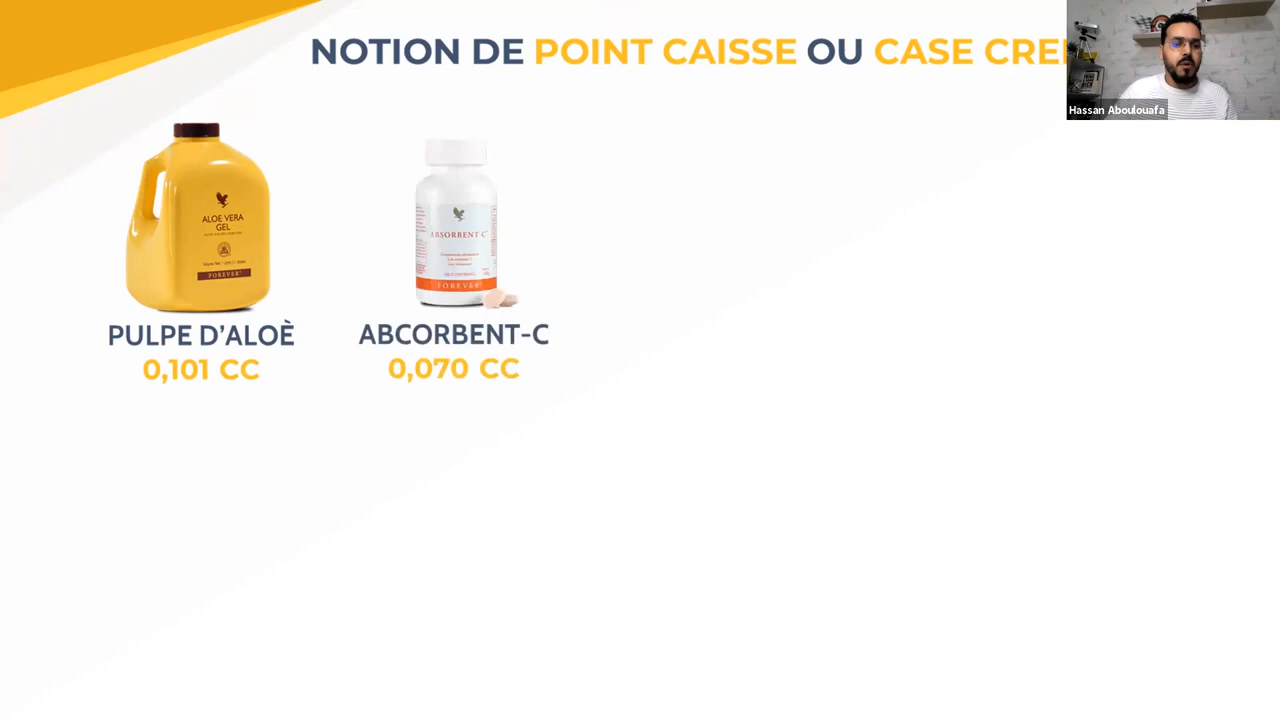 NOTION DE POINT CAISSE OU CASE CRE
Hassan Aboulouafa
ALOE VERA
GEL
FOREVER
ABSORBENT-C
FOREVER
PULPE D'ALOÈ
ABCORBENT-C
0,101 CC
0,070 CC